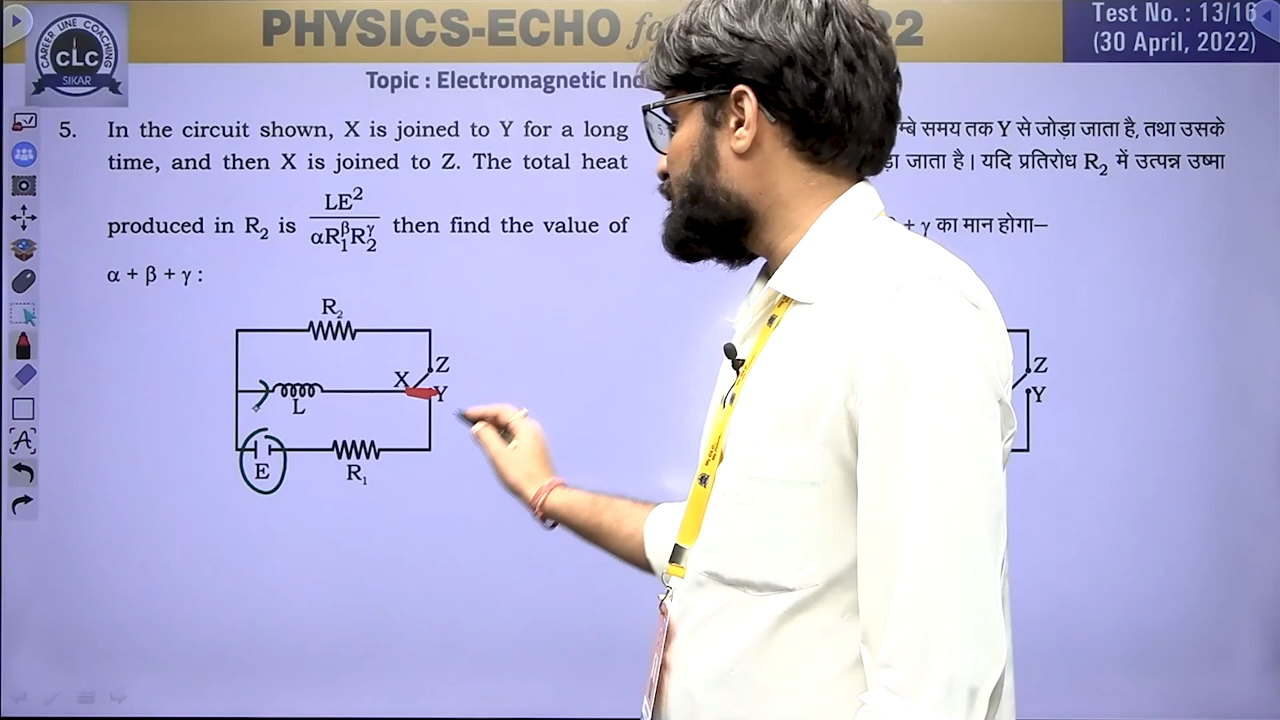 PHYSICS-ECHO
22
Test No. : 13/16
(30 April, 2022)
CAREER LINE COACHING
CLC
SIKAR
Topic : Electromagnetic
5. In the circuit shown, X is joined to Y for a long
time, and then X is joined to Z. The total heat
produced in R₂ is LE²/αR₁^βR₂^γ then find the value of
α + β + γ :
समय तक Y से जोड़ा जाता है, तथा उसके
जाता है। यदि प्रतिरोध R₂ में उत्पन्न उष्मा
+ γ का मान होगा–
R₂
Z
X
Y
L
E
R₁
Z
Y
A